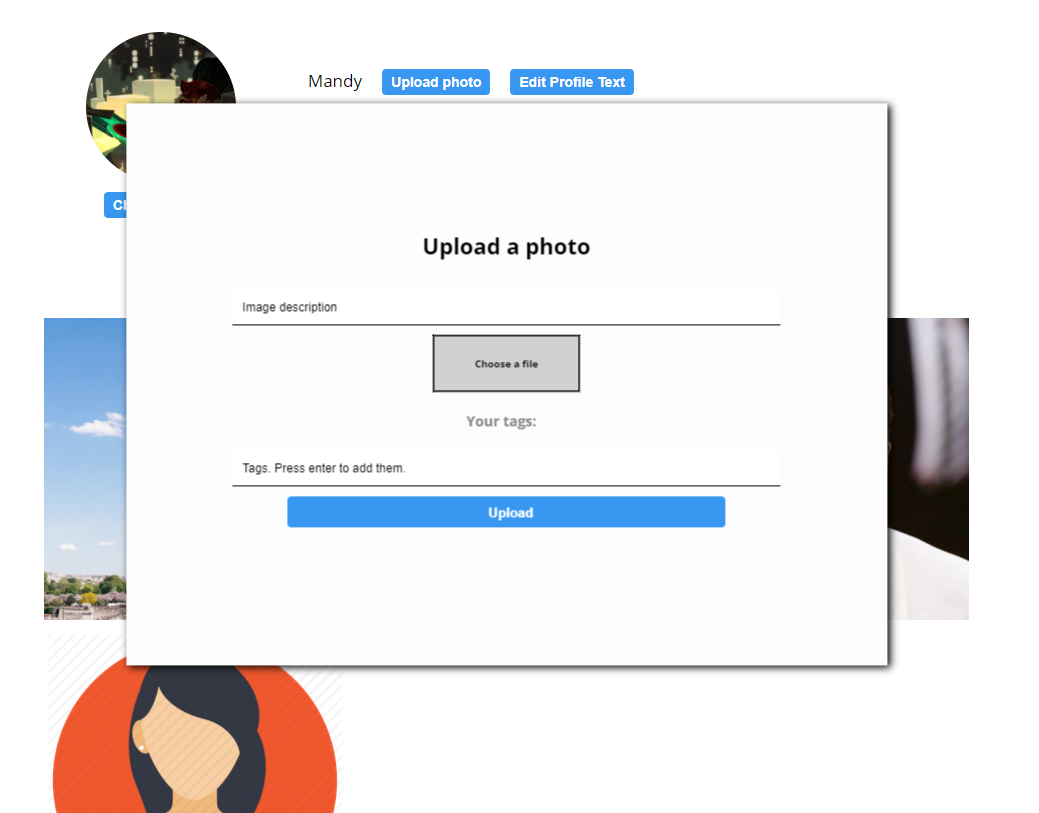 Mandy Upload photo Edit Profile Text
Upload a photo
Image description
Choose a file
Your tags:
Tags. Press enter to add them.
Upload